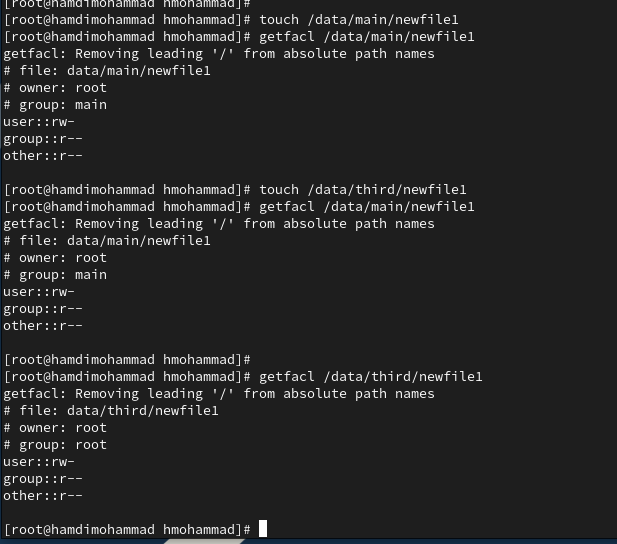 [root@hamdimohammad hmohammad]#
[root@hamdimohammad hmohammad]# touch /data/main/newfile1
[root@hamdimohammad hmohammad]# getfacl /data/main/newfile1
getfacl: Removing leading '/' from absolute path names
# file: data/main/newfile1
# owner: root
# group: main
user::rw-
group::r--
other::r--
[root@hamdimohammad hmohammad]# touch /data/third/newfile1
[root@hamdimohammad hmohammad]# getfacl /data/main/newfile1
getfacl: Removing leading '/' from absolute path names
# file: data/main/newfile1
# owner: root
# group: main
user::rw-
group::r--
other::r--
[root@hamdimohammad hmohammad]#
[root@hamdimohammad hmohammad]# getfacl /data/third/newfile1
getfacl: Removing leading '/' from absolute path names
# file: data/third/newfile1
# owner: root
# group: root
user::rw-
group::r--
other::r--
[root@hamdimohammad hmohammad]#